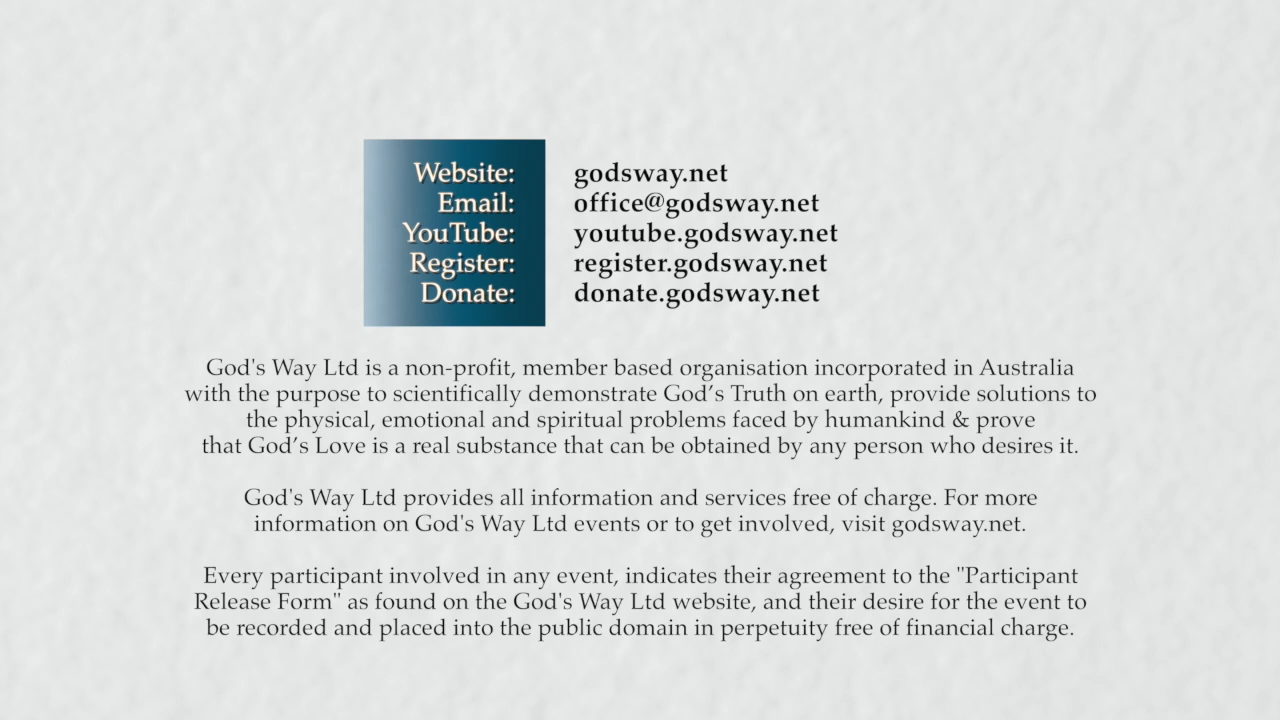 Website: godsway.net
Email: office@godsway.net
YouTube: youtube.godsway.net
Register: register.godsway.net
Donate: donate.godsway.net
God's Way Ltd is a non-profit, member based organisation incorporated in Australia
with the purpose to scientifically demonstrate God’s Truth on earth, provide solutions to
the physical, emotional and spiritual problems faced by humankind & prove
that God’s Love is a real substance that can be obtained by any person who desires it.
God's Way Ltd provides all information and services free of charge. For more
information on God's Way Ltd events or to get involved, visit godsway.net.
Every participant involved in any event, indicates their agreement to the "Participant
Release Form" as found on the God's Way Ltd website, and their desire for the event to
be recorded and placed into the public domain in perpetuity free of financial charge.